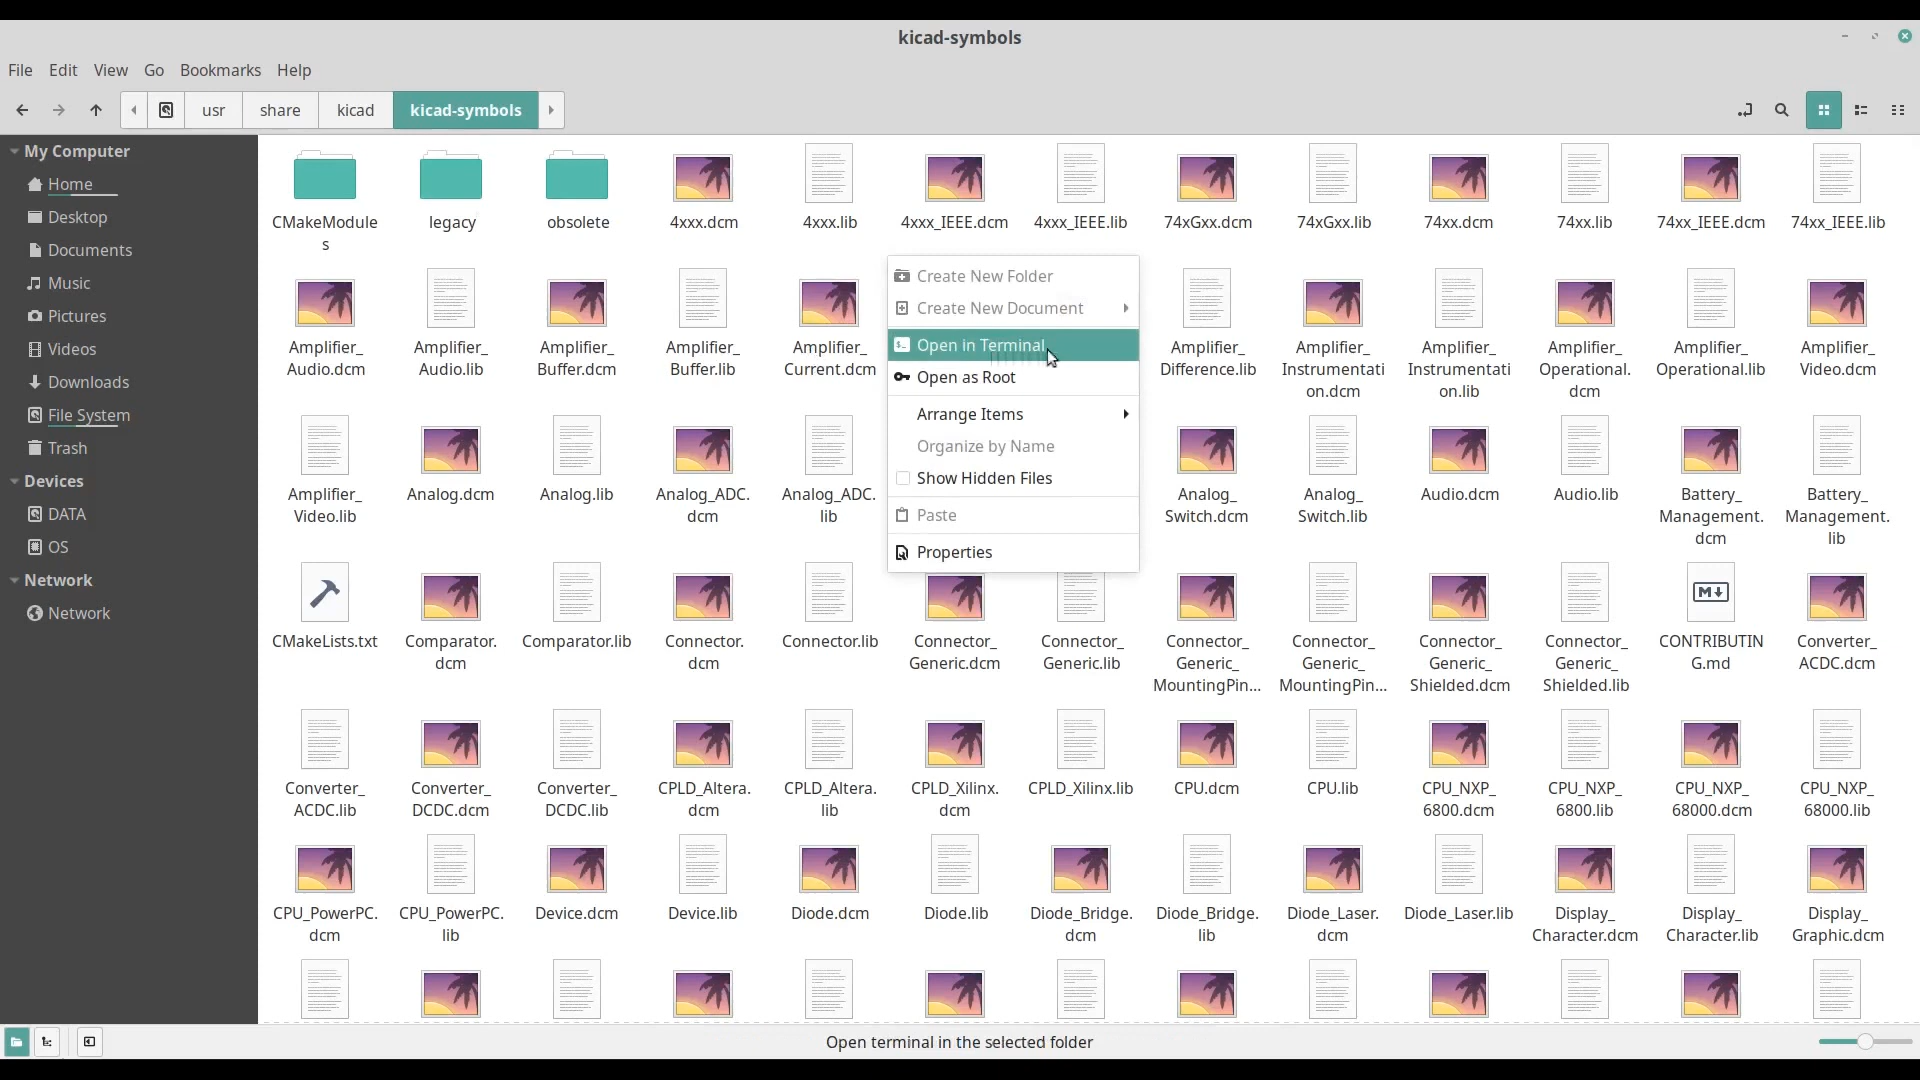 kicad-symbols
File Edit View Go Bookmarks Help
usr share kicad kicad-symbols
My Computer
Home
Desktop
Documents
Music
Pictures
Videos
Downloads
File System
Trash
Devices
DATA
OS
Network
Network
CMakeModule 4xxx.dcm 4xxx.lib 4xxx_IEEE.dcm 4xxx_IEEE.lib 74xGxx.dcm 74xGxx.lib 74xx.dcm 74xx.lib 74xx_IEEE.dcm 74xx_IEEE.lib
s legacy obsolete
Amplifier_ Amplifier_ Amplifier_ Amplifier_ Amplifier_ Amplifier_ Amplifier_ Amplifier_ Amplifier_ Amplifier_ Amplifier_
Audio.dcm Audio.lib Buffer.dcm Buffer.lib Current.dcm Difference.lib Instrumentati Instrumentati Operational. Operational.lib Video.dcm
on.dcm on.lib dcm
Create New Folder
Create New Document
Open in Terminal
Open as Root
Arrange Items
Organize by Name
Show Hidden Files
Paste
Properties
Amplifier_ Analog.dcm Analog.lib Analog_ADC. Analog_ADC. Analog_ Analog_ Audio.dcm Audio.lib Battery_ Battery_
Video.lib dcm lib Switch.dcm Switch.lib Management. Management.
dcm lib
CMakeLists.txt Comparator. Comparator.lib Connector. Connector.lib Connector_ Connector_ Connector_ Connector_ Connector_ Connector_ CONTRIBUTIN Converter_
dcm dcm Generic.dcm Generic.lib Generic_ Generic_ Generic_ Generic_ G.md ACDC.dcm
MountingPin... MountingPin... Shielded.dcm Shielded.lib
M
Converter_ Converter_ Converter_ CPLD_Altera. CPLD_Altera. CPLD_Xilinx. CPLD_Xilinx.lib CPU.dcm CPU.lib CPU_NXP_ CPU_NXP_ CPU_NXP_ CPU_NXP_
ACDC.lib DCDC.dcm DCDC.lib dcm lib dcm 6800.dcm 6800.lib 68000.dcm 68000.lib
CPU_PowerPC. CPU_PowerPC. Device.dcm Device.lib Diode.dcm Diode.lib Diode_Bridge. Diode_Bridge. Diode_Laser. Diode_Laser.lib Display_ Display_ Display_
dcm lib dcm lib dcm Character.dcm Character.lib Graphic.dcm
Open terminal in the selected folder